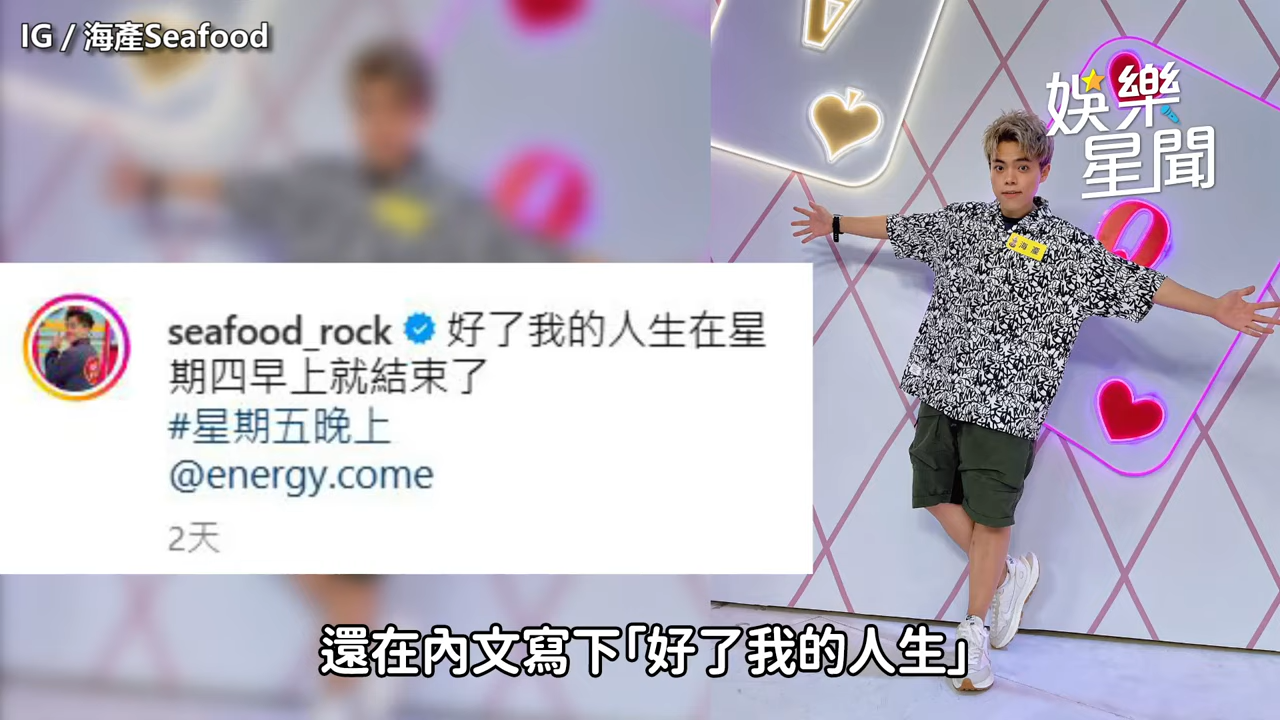 IG / 海產Seafood
娛樂
星聞
seafood_rock 好了我的人生在星
期四早上就結束了
#星期五晚上
@energy.come
2天
海產
還在內文寫下「好了我的人生」